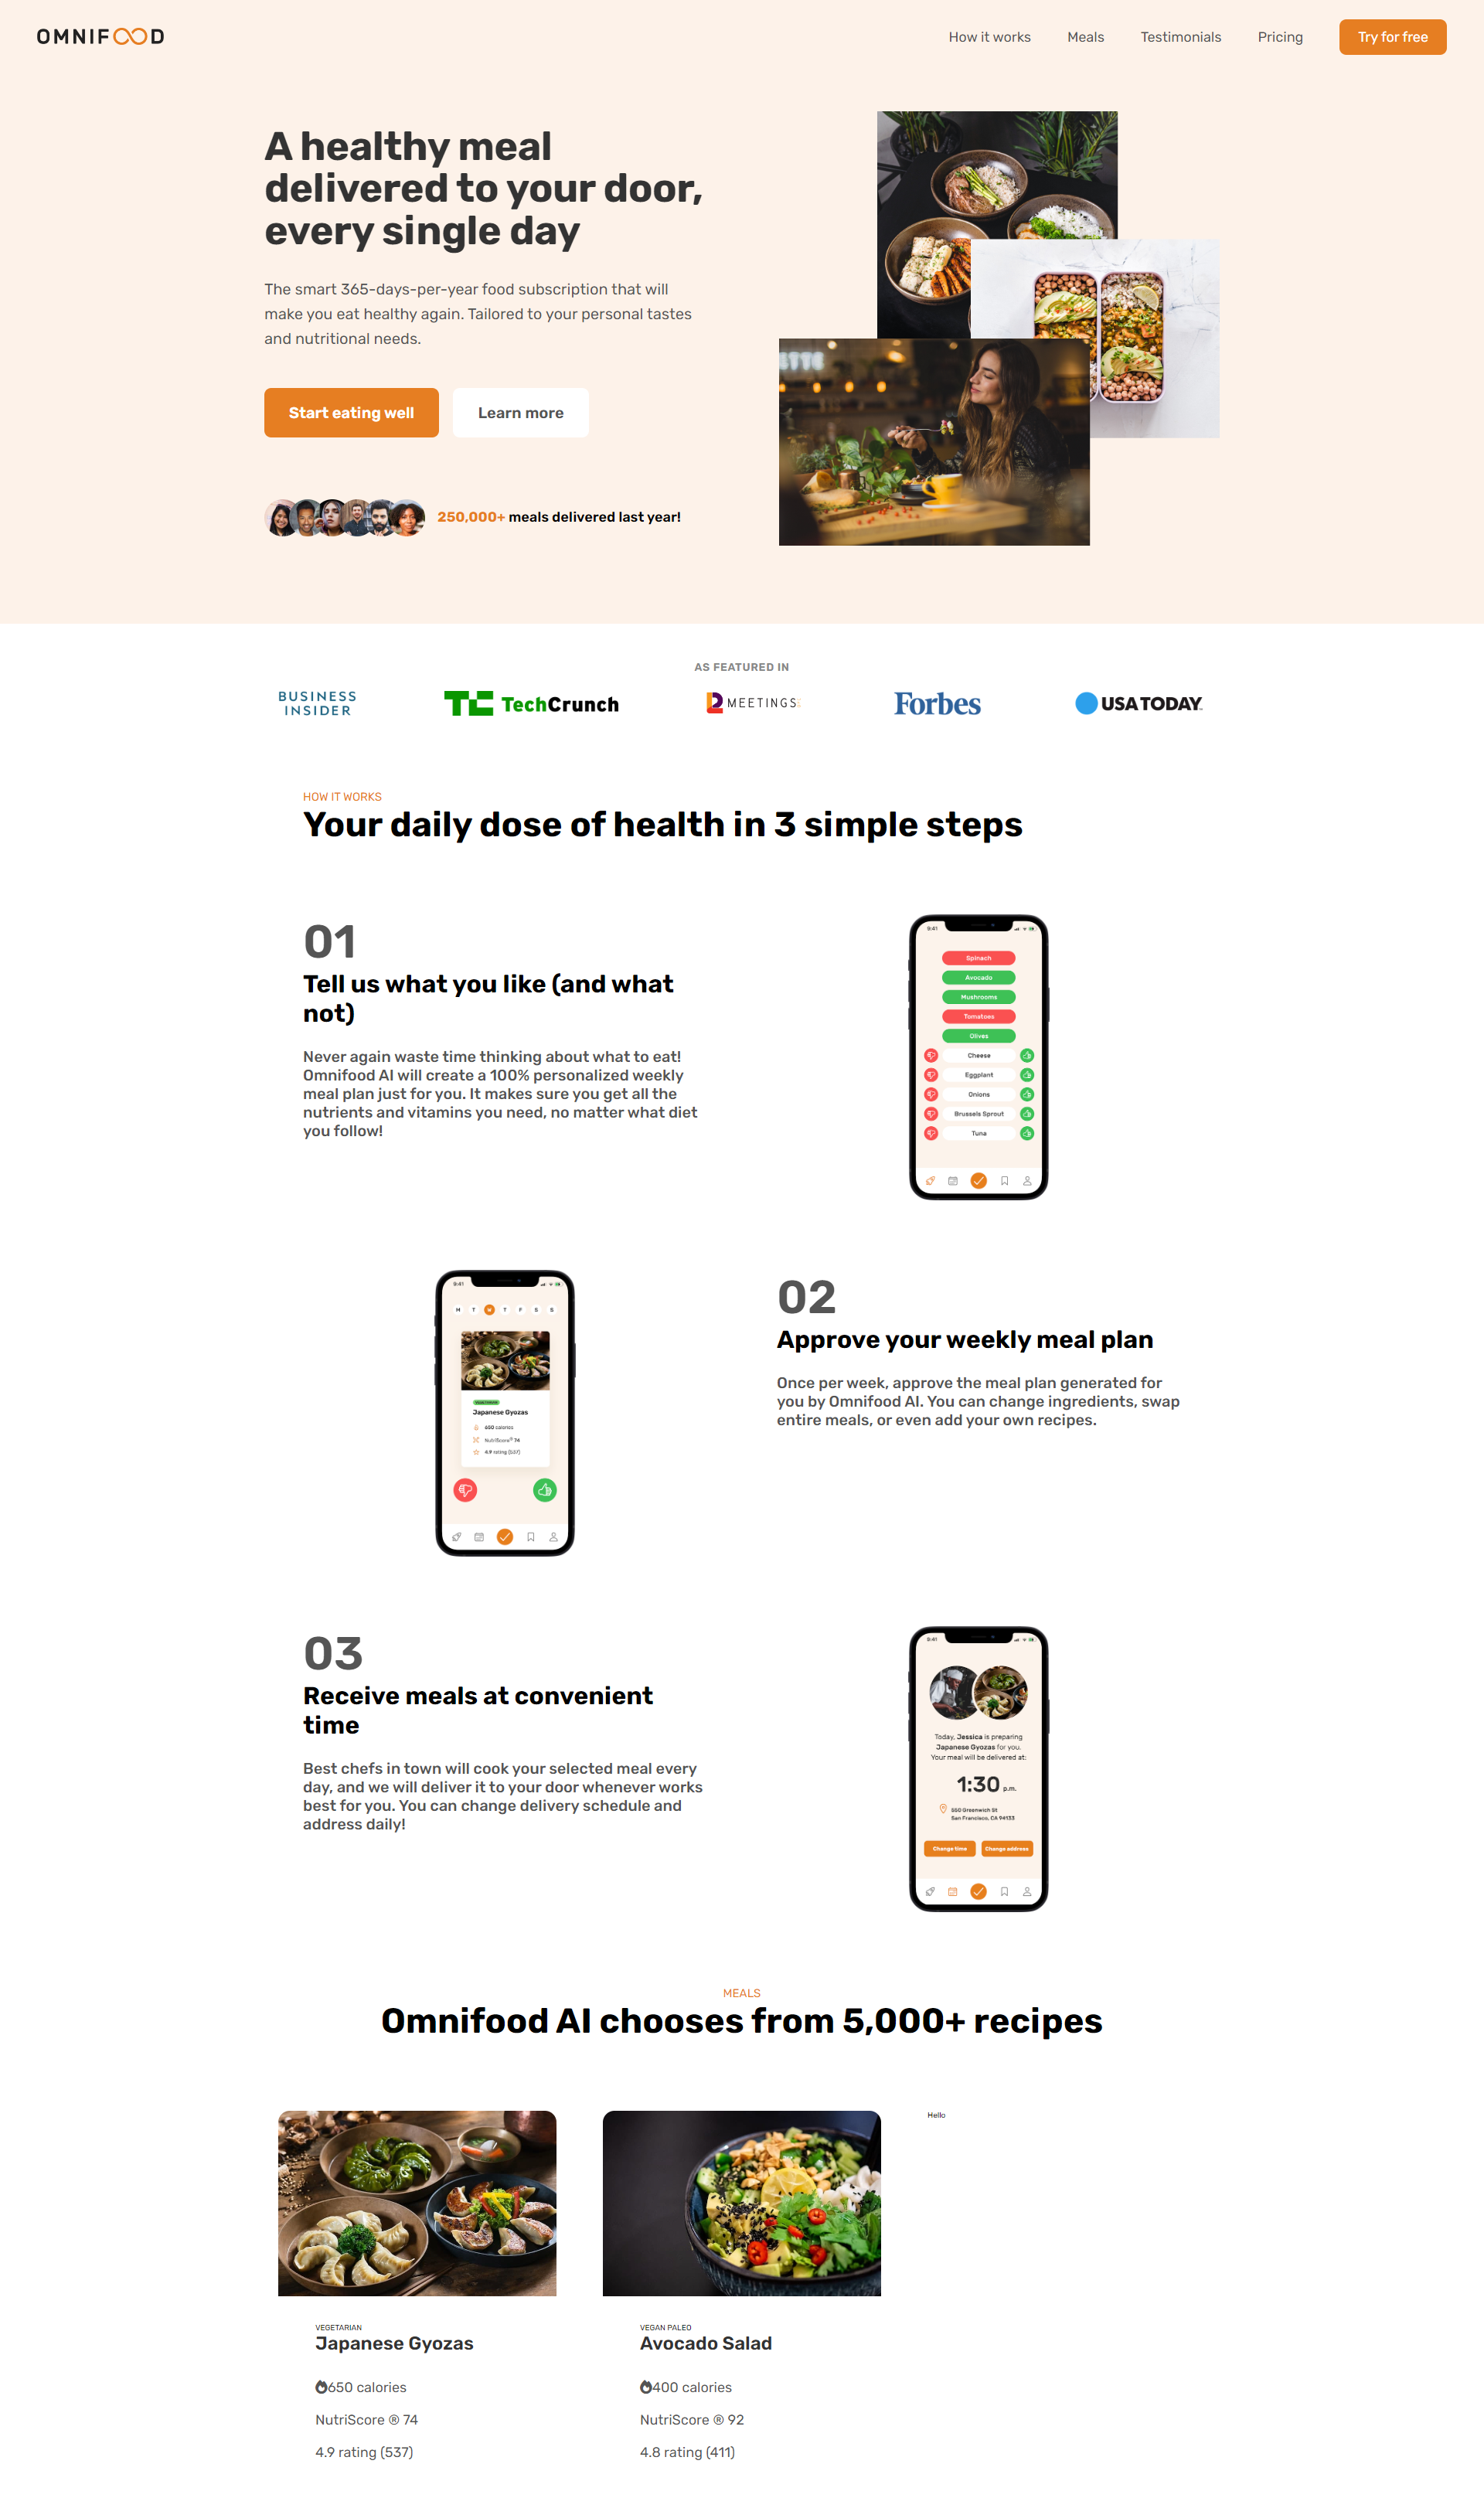 OMNIFOOD
How it works Meals Testimonials Pricing Try for free
A healthy meal
delivered to your door,
every single day
The smart 365-days-per-year food subscription that will
make you eat healthy again. Tailored to your personal tastes
and nutritional needs.
Start eating well Learn more
250,000+ meals delivered last year!
AS FEATURED IN
BUSINESS
INSIDER
TechCrunch
MEETINGS
Forbes
USA TODAY
HOW IT WORKS
Your daily dose of health in 3 simple steps
01
Tell us what you like (and what
not)
Never again waste time thinking about what to eat!
Omnifood AI will create a 100% personalized weekly
meal plan just for you. It makes sure you get all the
nutrients and vitamins you need, no matter what diet
you follow!
9:41
Spinach
Avocado
Mushrooms
Tomatoes
Olives
Cheese
Eggplant
Onions
Brussels Sprout
Tuna
9:41
M T W T F S S
Japanese Gyozas
650 calories
NutriScore® 74
4.9 rating (537)
02
Approve your weekly meal plan
Once per week, approve the meal plan generated for
you by Omnifood AI. You can change ingredients, swap
entire meals, or even add your own recipes.
03
Receive meals at convenient
time
Best chefs in town will cook your selected meal every
day, and we will deliver it to your door whenever works
best for you. You can change delivery schedule and
address daily!
9:41
Today, Jessica is preparing
Japanese Gyozas for you.
Your meal will be delivered at:
1:30 p.m.
550 Greenwich St
San Francisco, CA 94133
Change time Change address
MEALS
Omnifood AI chooses from 5,000+ recipes
VEGETARIAN
Japanese Gyozas
650 calories
NutriScore ® 74
4.9 rating (537)
VEGAN PALEO
Avocado Salad
400 calories
NutriScore ® 92
4.8 rating (411)
Hello